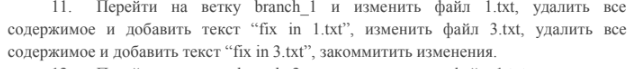 11. Перейти на ветку branch_1 и изменить файл 1.txt, удалить все
содержимое и добавить текст “fix in 1.txt”, изменить файл 3.txt, удалить все
содержимое и добавить текст “fix in 3.txt”, закоммитить изменения.